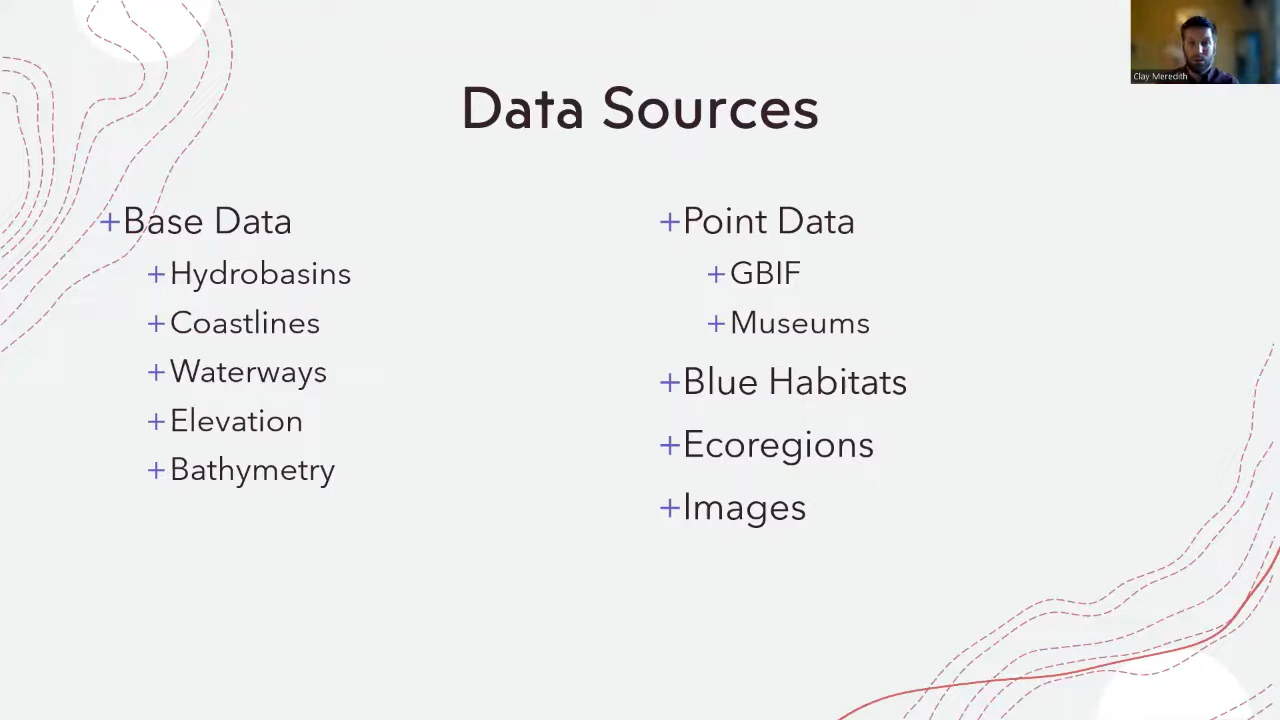 Clay Meredith
Data Sources
+Base Data
+Hydrobasins
+Coastlines
+Waterways
+Elevation
+Bathymetry
+Point Data
+GBIF
+Museums
+Blue Habitats
+Ecoregions
+Images